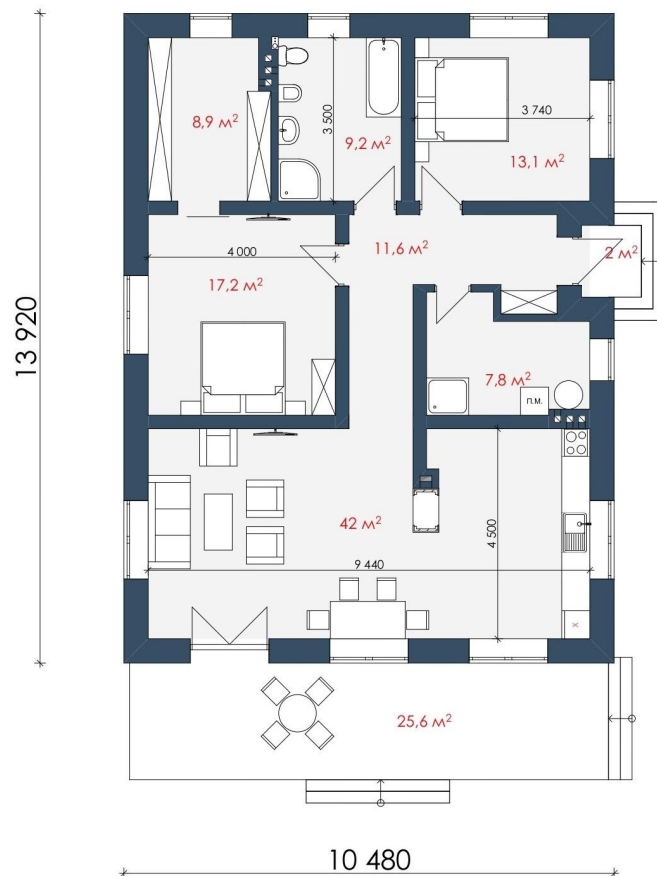 8,9 м²
3 500
9,2 м²
3 740
13,1 м²
4 000
17,2 м²
11,6 м²
2 м²
13 920
7,8 м²
п.м.
42 м²
4 500
9 440
x
25,6 м²
10 480